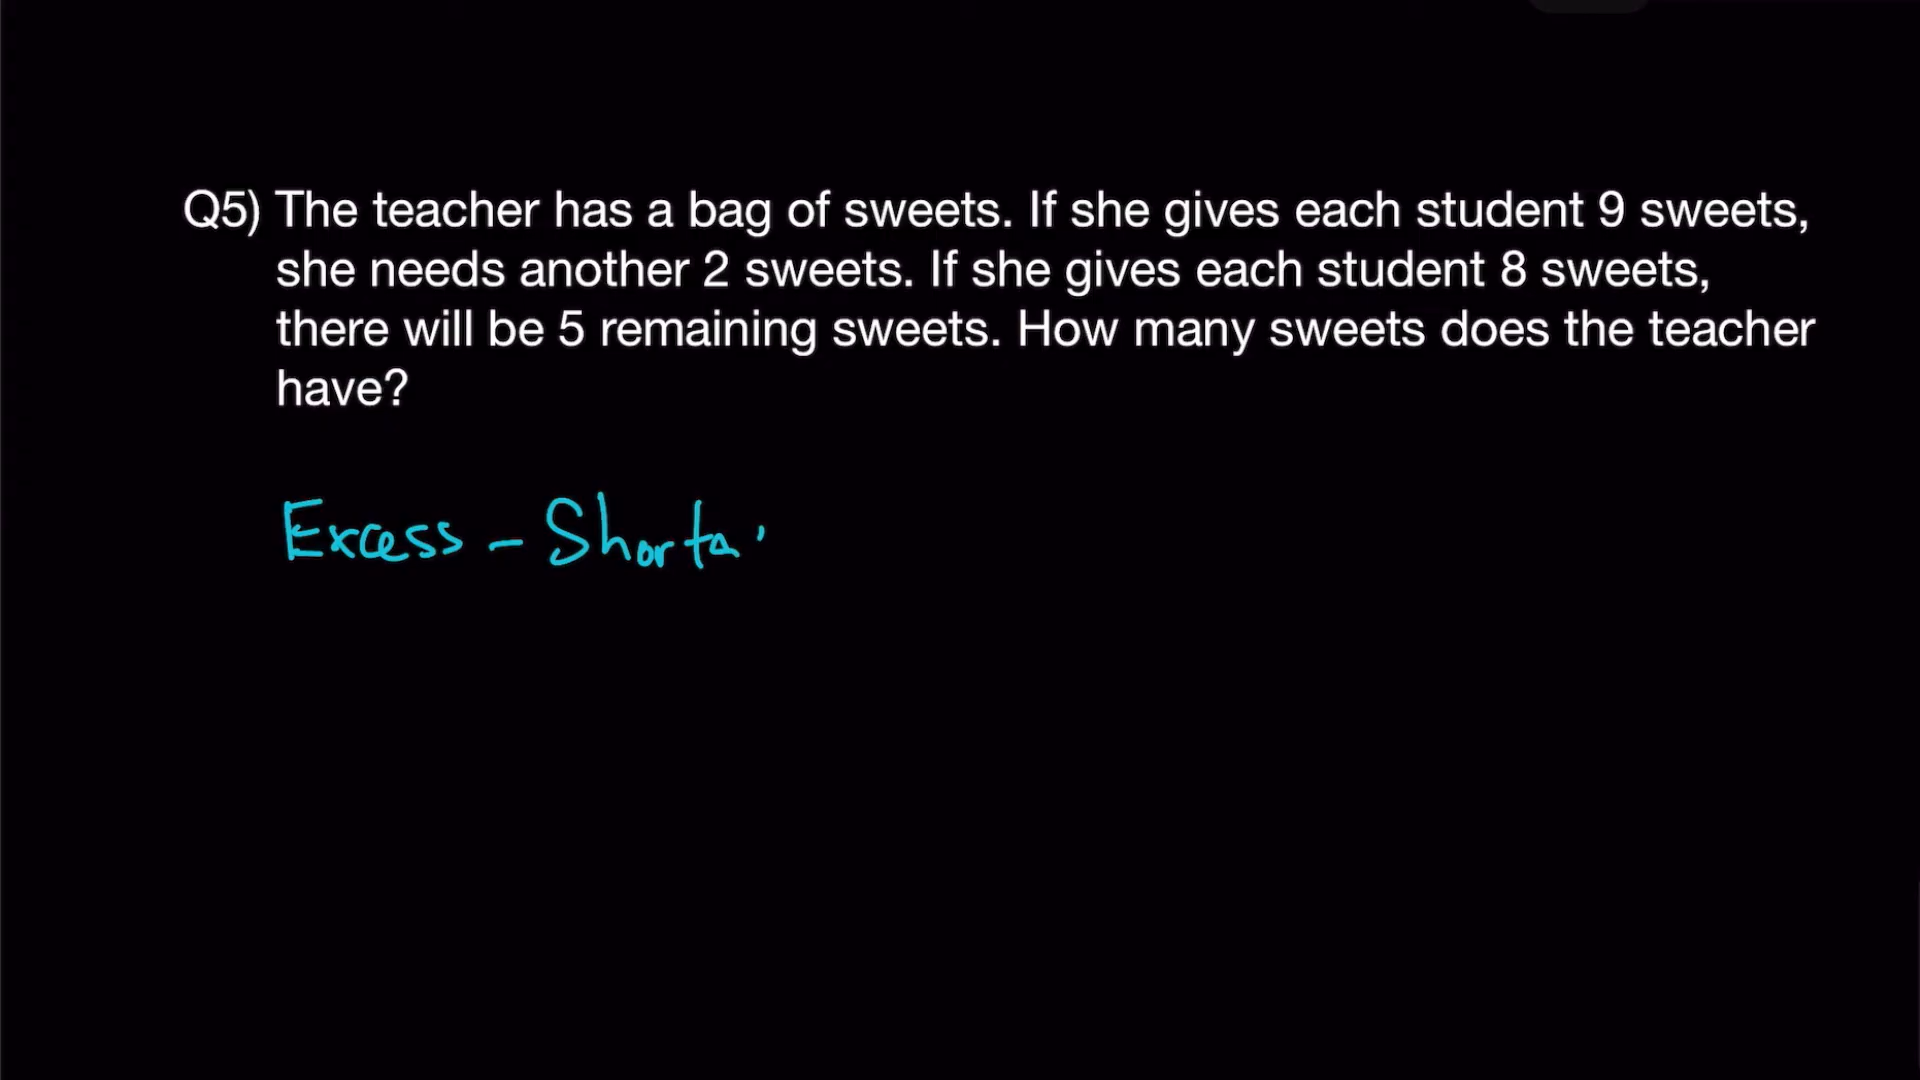 Q5) The teacher has a bag of sweets. If she gives each student 9 sweets,
she needs another 2 sweets. If she gives each student 8 sweets,
there will be 5 remaining sweets. How many sweets does the teacher
have?
Excess - Shorta